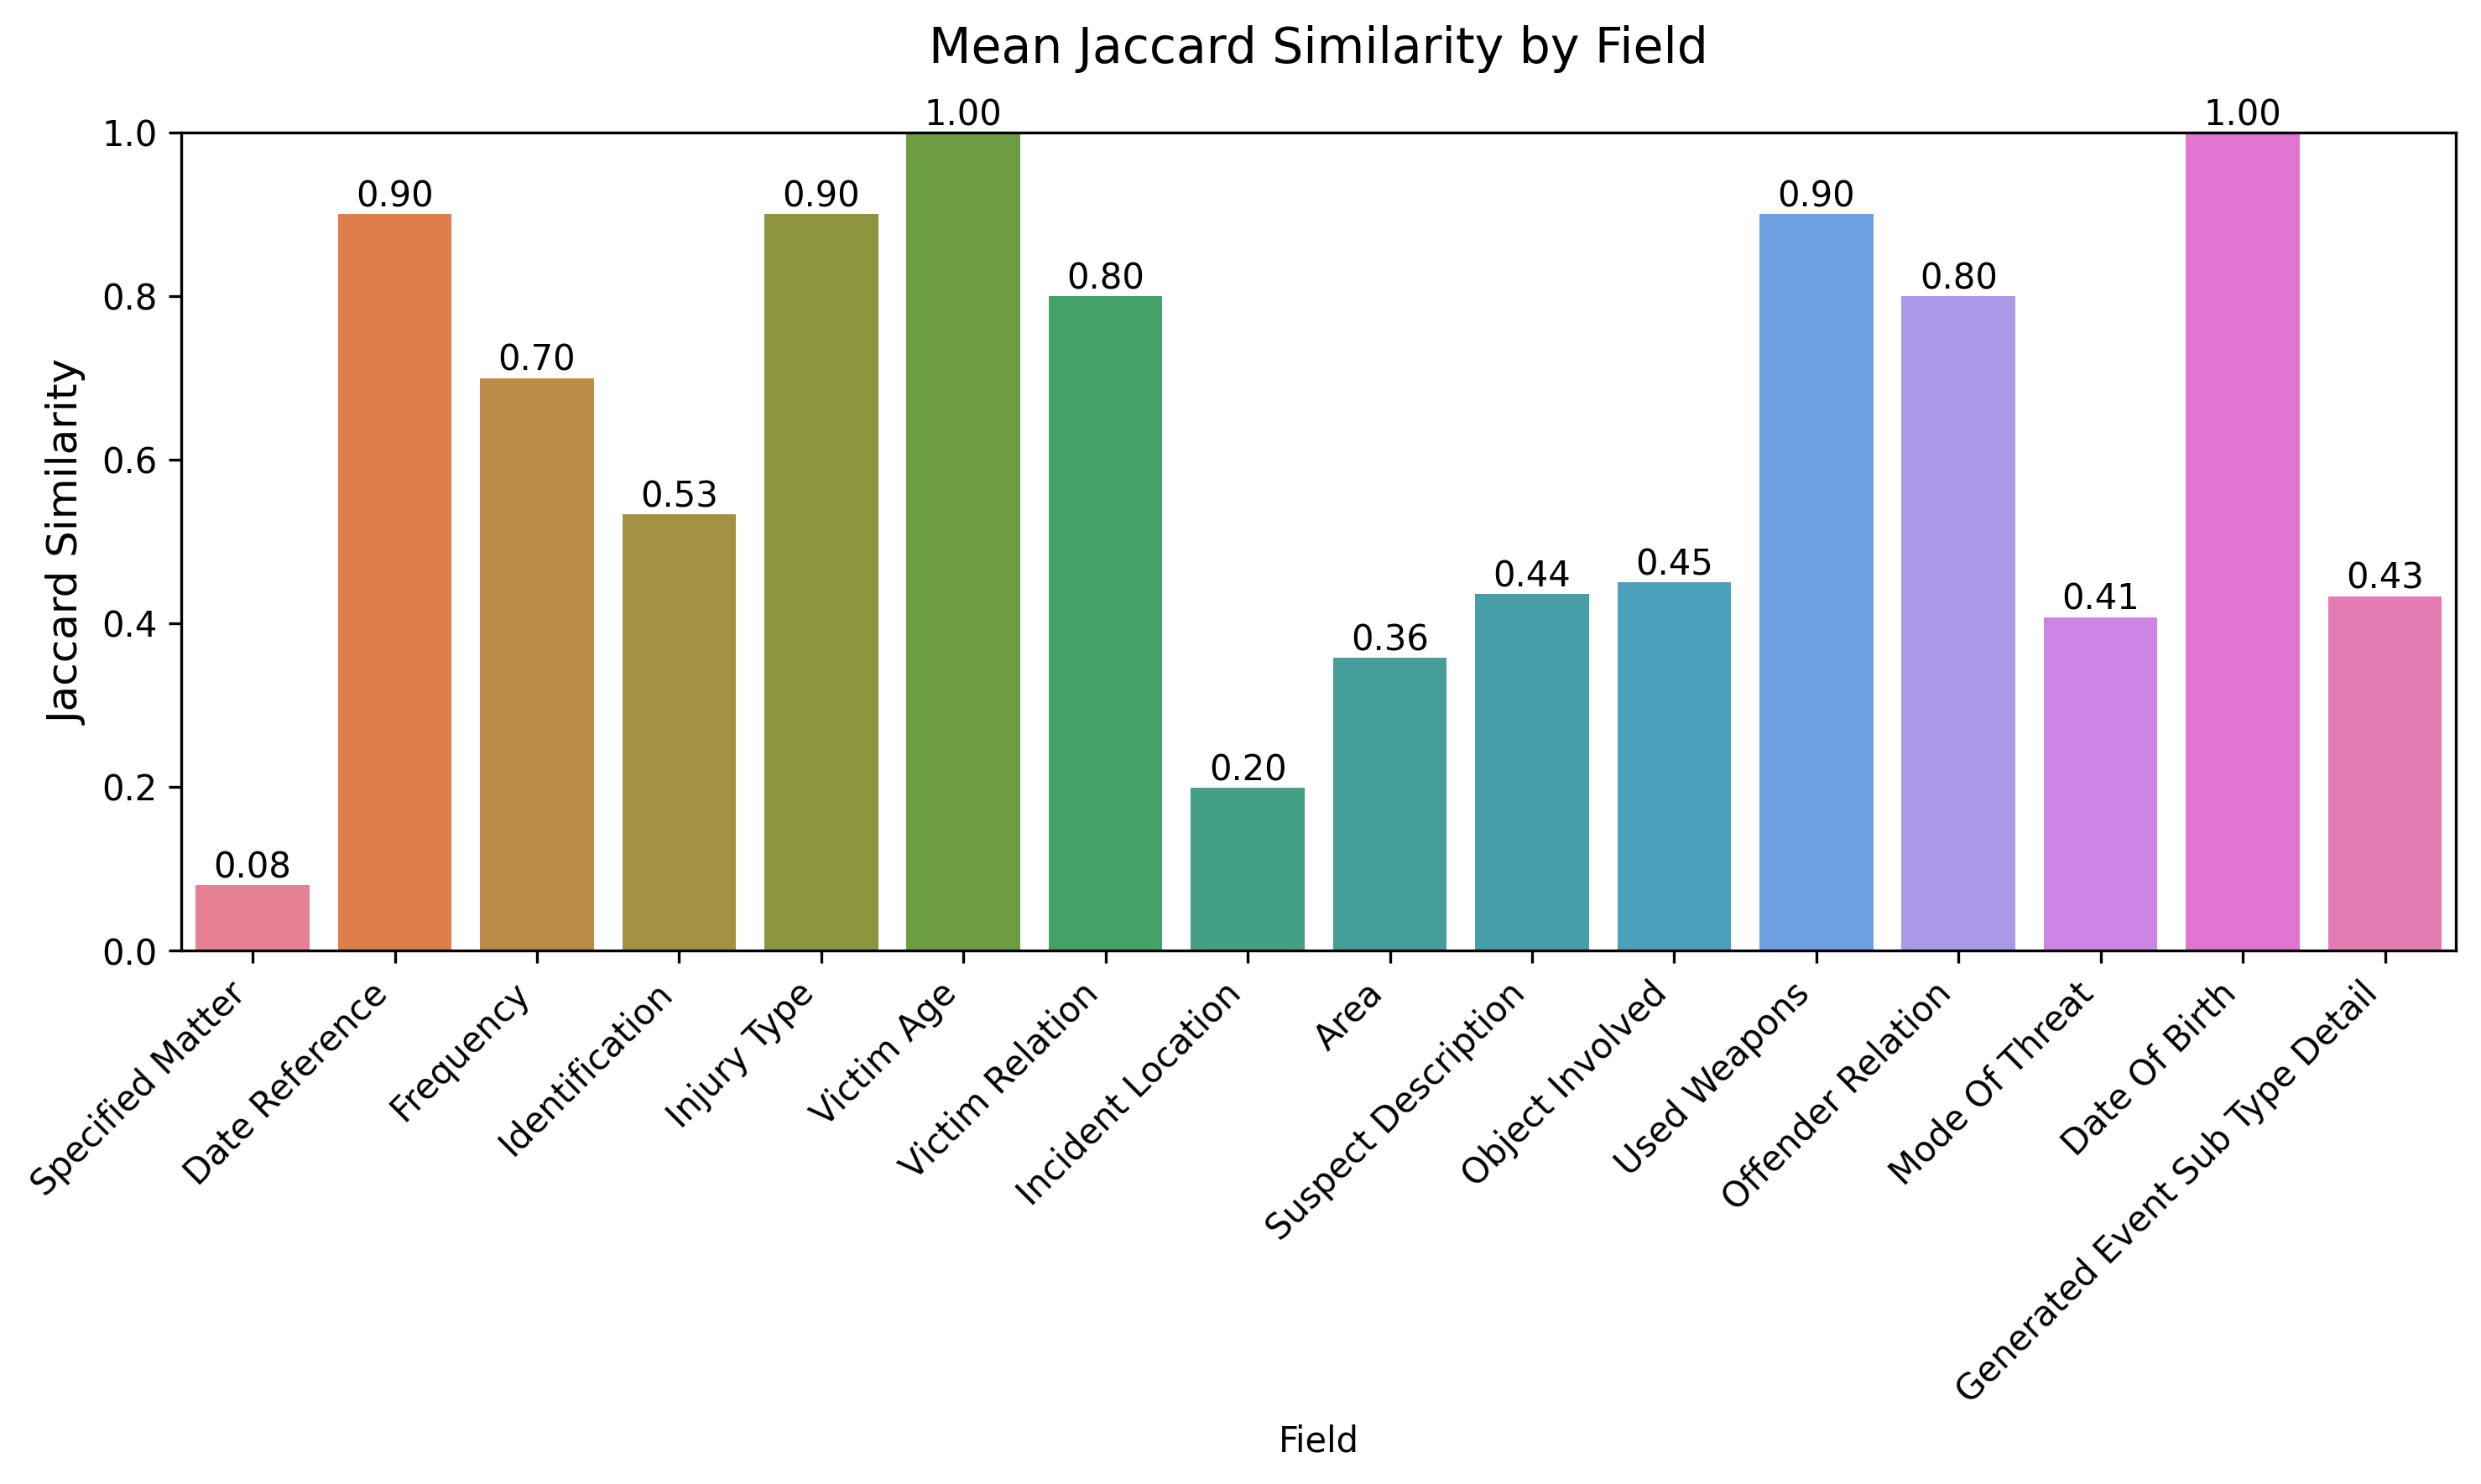 Mean Jaccard Similarity by Field
Jaccard Similarity
1.0
0.8
0.6
0.4
0.2
0.0
0.08
0.90
0.70
0.53
0.90
1.00
0.80
0.20
0.36
0.44
0.45
0.90
0.80
0.41
1.00
0.43
Specified Matter
Date Reference
Frequency
Identification
Injury Type
Victim Age
Victim Relation
Incident Location
Area
Suspect Description
Object Involved
Used Weapons
Offender Relation
Mode Of Threat
Date Of Birth
Generated Event Sub Type Detail
Field